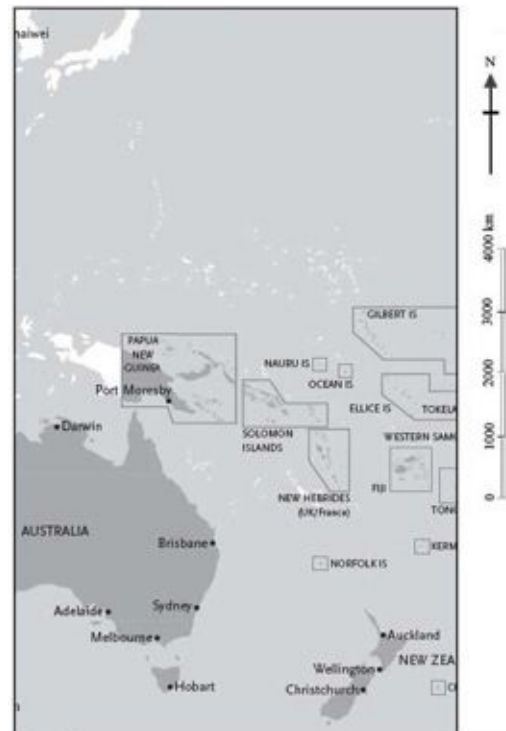 naiwei
N
4000 km
3000
2000
1000
0
GILBERT IS
PAPUA
NEW
GUINEA
NAURU IS
OCEAN IS
Port Moresby
ELLICE IS
TOKELA
Darwin
SOLOMON
ISLANDS
WESTERN SAM
FIJI
NEW HEBRIDES
(UK/France)
TONG
AUSTRALIA
Brisbane
KERM
NORFOLK IS
Adelaide
Sydney
Melbourne
Auckland
Wellington
NEW ZEA
Hobart
Christchurch